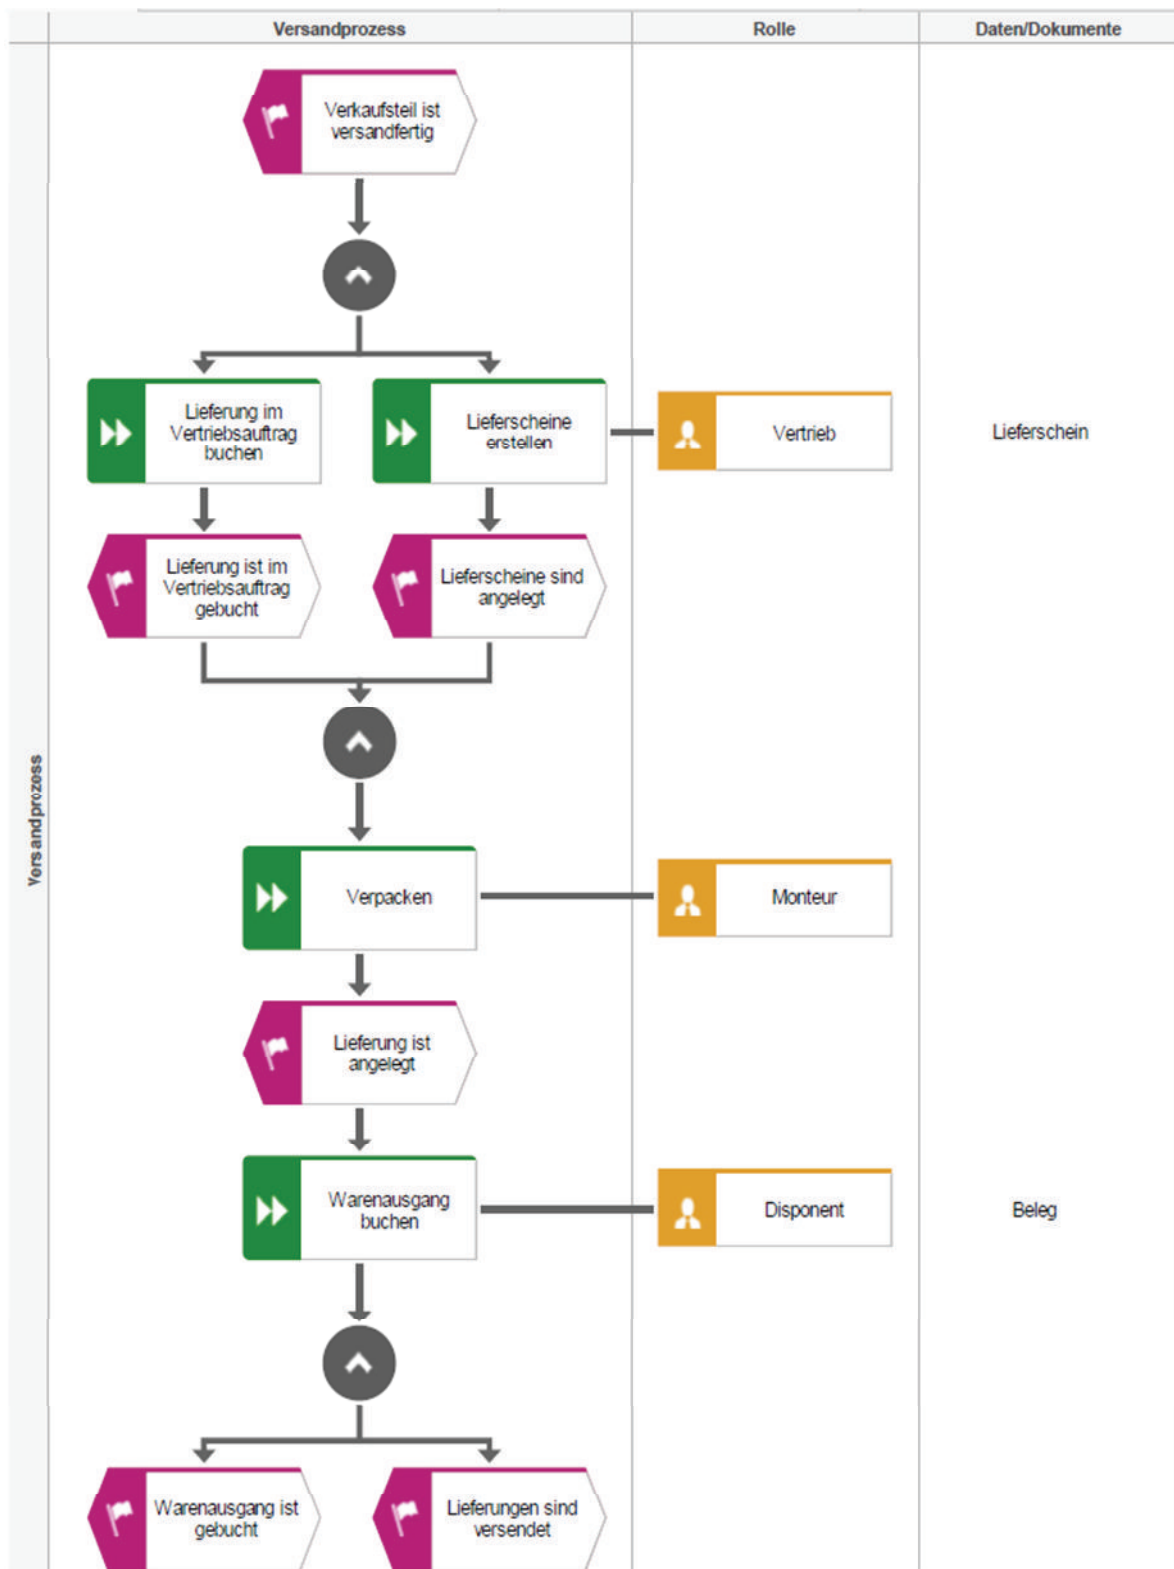 Versandprozess
Rolle
Daten/Dokumente
Versandprozess
Verkaufsteil ist
versandfertig
Lieferung im
Vertriebsauftrag
buchen
Lieferscheine
erstellen
Vertrieb
Lieferschein
Lieferung ist im
Vertriebsauftrag
gebucht
Lieferscheine sind
angelegt
Verpacken
Monteur
Lieferung ist
angelegt
Warenausgang
buchen
Disponent
Beleg
Warenausgang ist
gebucht
Lieferungen sind
versendet